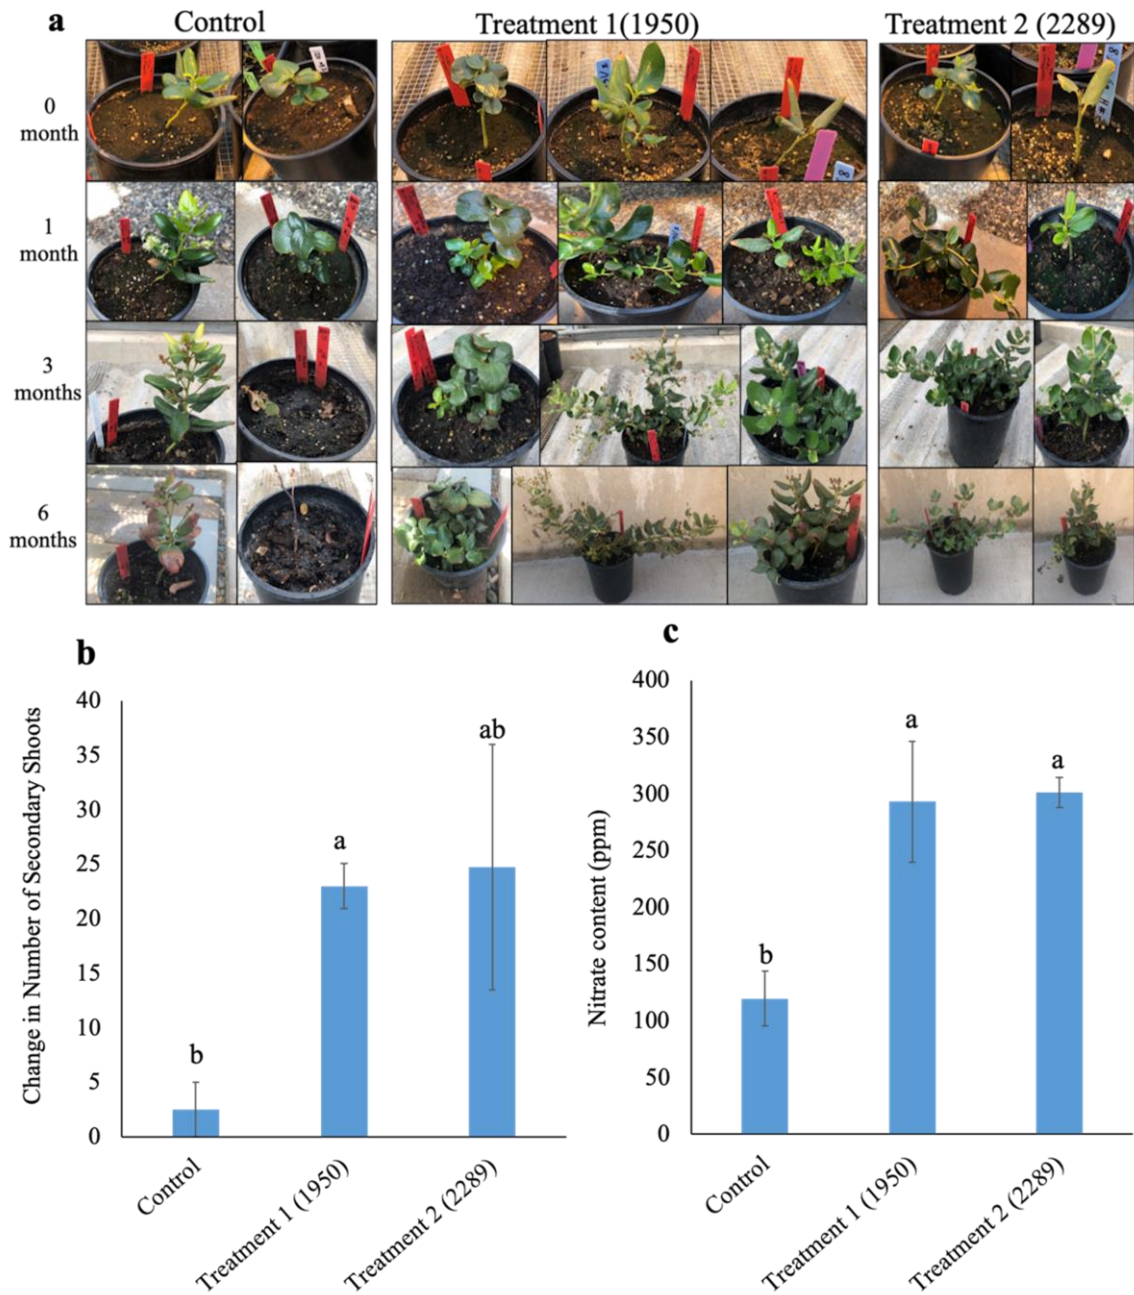 a
Control
Treatment 1(1950)
Treatment 2 (2289)
0
month
1
month
3
months
6
months
b
Change in Number of Secondary Shoots
40
35
30
25
20
15
10
5
0
b
a
ab
Control
Treatment 1 (1950)
Treatment 2 (2289)
c
Nitrate content (ppm)
400
350
300
250
200
150
100
50
0
b
a
a
Control
Treatment 1 (1950)
Treatment 2 (2289)